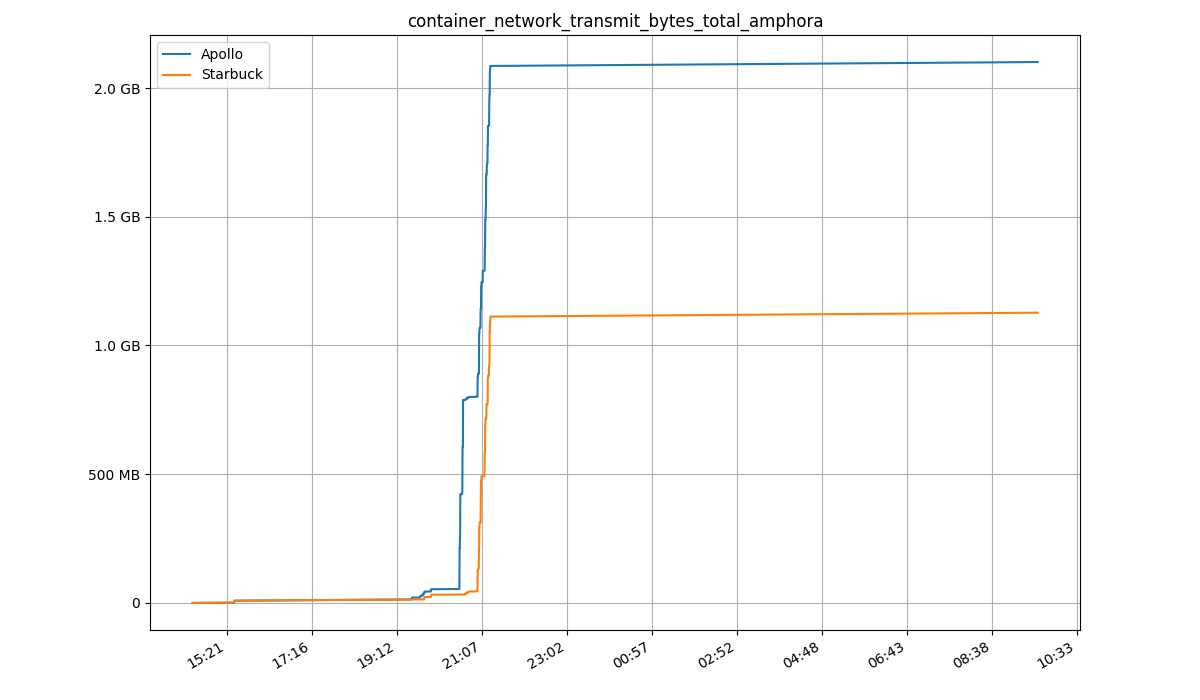 container_network_transmit_bytes_total_amphora
Apollo
Starbuck
2.0 GB
1.5 GB
1.0 GB
500 MB
0
15:21
17:16
19:12
21:07
23:02
00:57
02:52
04:48
06:43
08:38
10:33